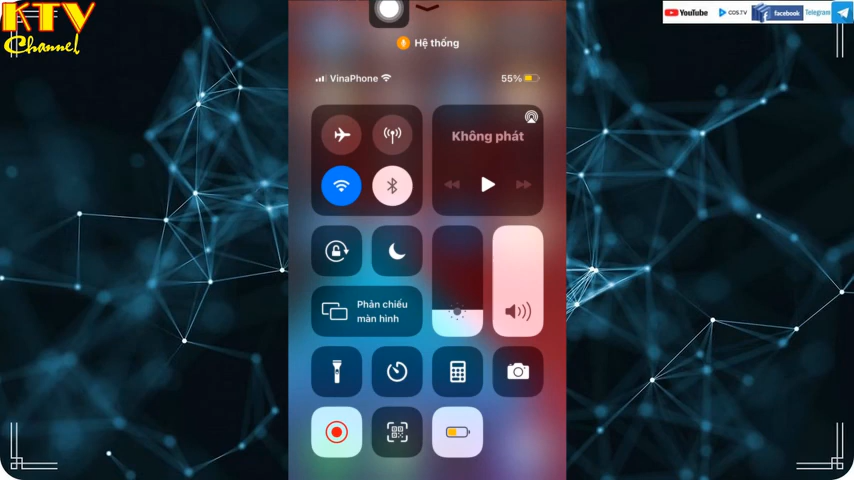 KTV
Channel
YouTube
COS.TV
facebook
Telegram
Hệ thống
VinaPhone
55%
Không phát
Phản chiếu
màn hình